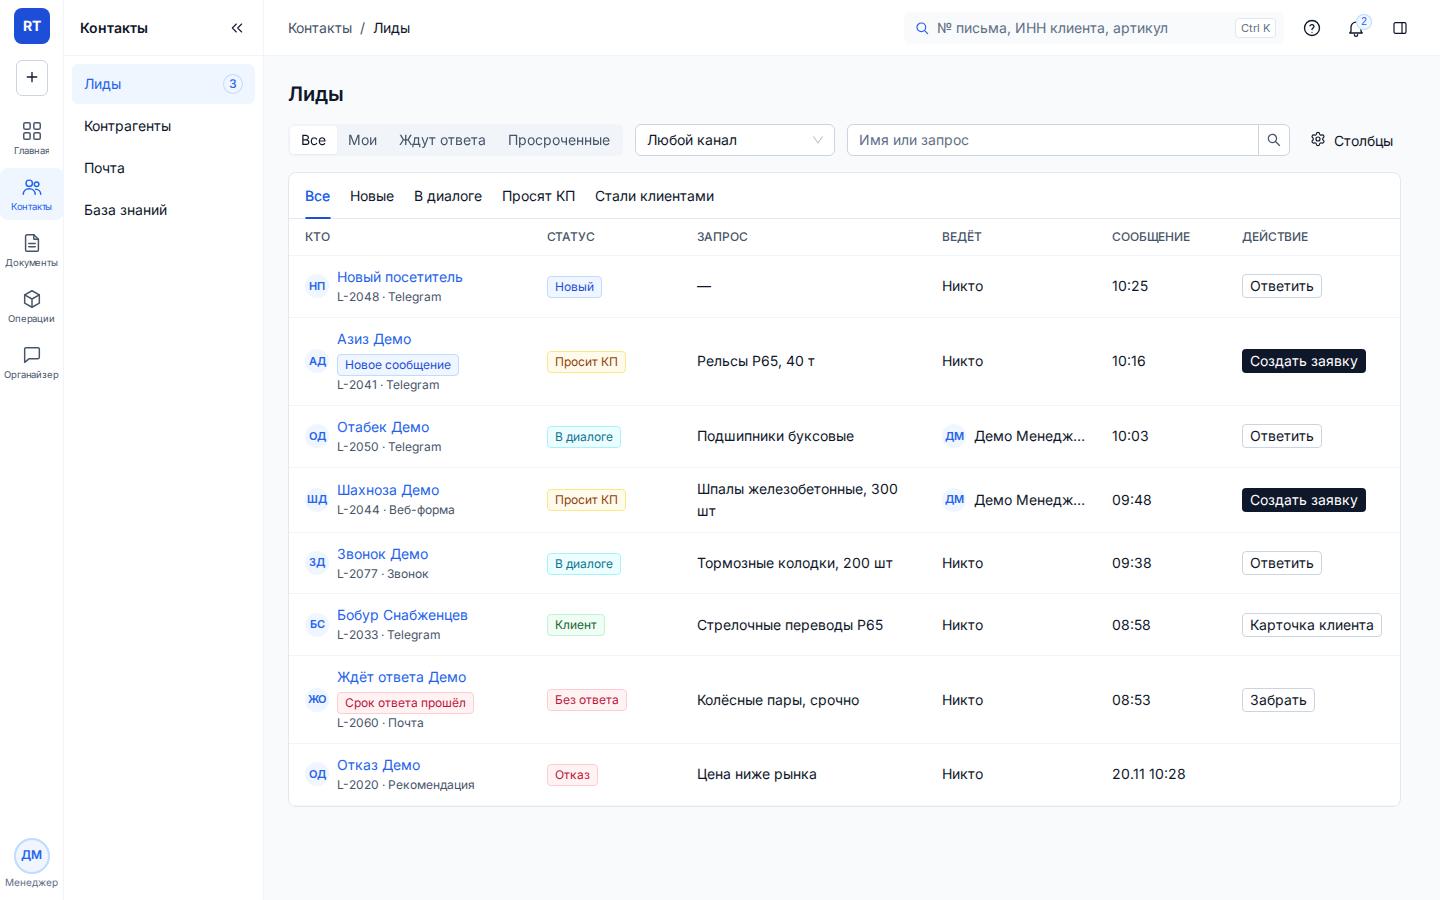 RT
Контакты
Контакты / Лиды
№ письма, ИНН клиента, артикул
Ctrl K
2
Главная
Контакты
Документы
Операции
Органайзер
ДМ
Менеджер
Лиды 3
Контрагенты
Почта
База знаний
Лиды
Все Мои Ждут ответа Просроченные
Любой канал
Имя или запрос
Столбцы
Все Новые В диалоге Просят КП Стали клиентами
КТО СТАТУС ЗАПРОС ВЕДЁТ СООБЩЕНИЕ ДЕЙСТВИЕ
НП Новый посетитель
L-2048 · Telegram
Новый — Никто 10:25 Ответить
АД Азиз Демо
Новое сообщение
L-2041 · Telegram
Просит КП Рельсы Р65, 40 т Никто 10:16 Создать заявку
ОД Отабек Демо
L-2050 · Telegram
В диалоге Подшипники буксовые ДМ Демо Менедж... 10:03 Ответить
ШД Шахноза Демо
L-2044 · Веб-форма
Просит КП Шпалы железобетонные, 300
шт
ДМ Демо Менедж... 09:48 Создать заявку
ЗД Звонок Демо
L-2077 · Звонок
В диалоге Тормозные колодки, 200 шт Никто 09:38 Ответить
БС Бобур Снабженцев
L-2033 · Telegram
Клиент Стрелочные переводы Р65 Никто 08:58 Карточка клиента
ЖО Ждёт ответа Демо
Срок ответа прошёл
L-2060 · Почта
Без ответа Колёсные пары, срочно Никто 08:53 Забрать
ОД Отказ Демо
L-2020 · Рекомендация
Отказ Цена ниже рынка Никто 20.11 10:28